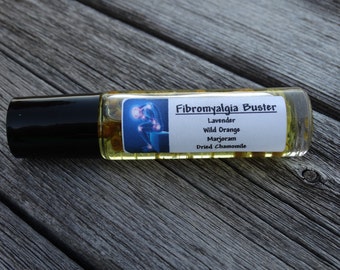 Fibromyalgia Buster
Lavender
Wild Orange
Marjoram
Dried Chamomile